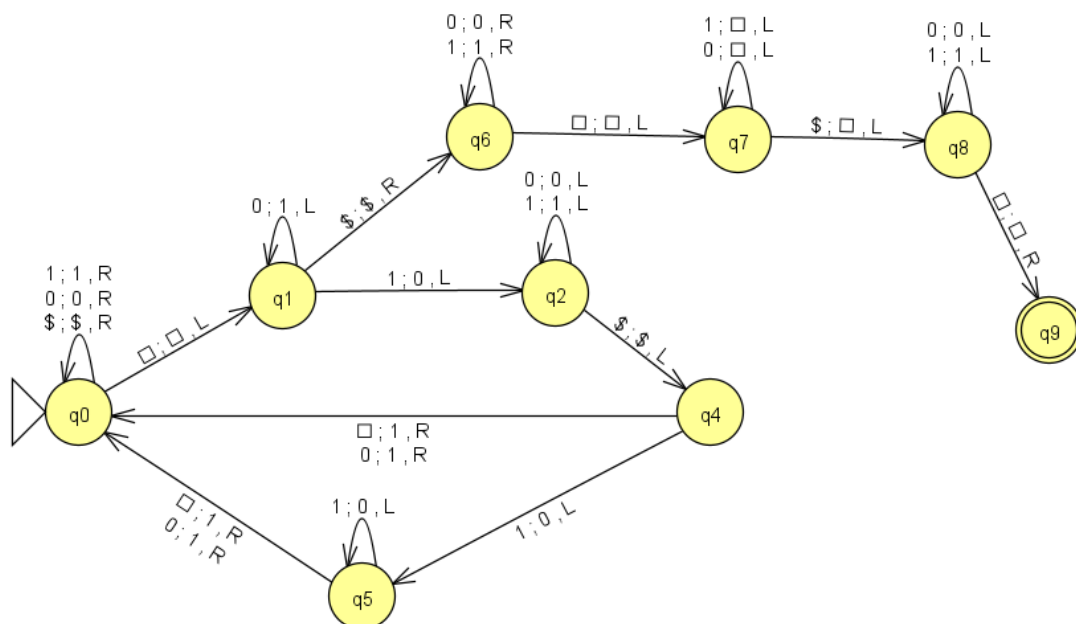 0 ; 0 , R
1 ; 1 , R
q6
□ ; □ , L
1 ; □ , L
0 ; □ , L
q7
$ ; □ , L
0 ; 0 , L
1 ; 1 , L
q8
□ ; □ , R
q9
$ ; $ , R
0 ; 1 , L
q1
1 ; 0 , L
0 ; 0 , L
1 ; 1 , L
q2
$ ; $ , L
1 ; 1 , R
0 ; 0 , R
$ ; $ , R
q0
□ ; □ , L
□ ; 1 , R
0 ; 1 , R
q4
1 ; 0 , L
□ ; 1 , R
0 ; 1 , R
1 ; 0 , L
q5